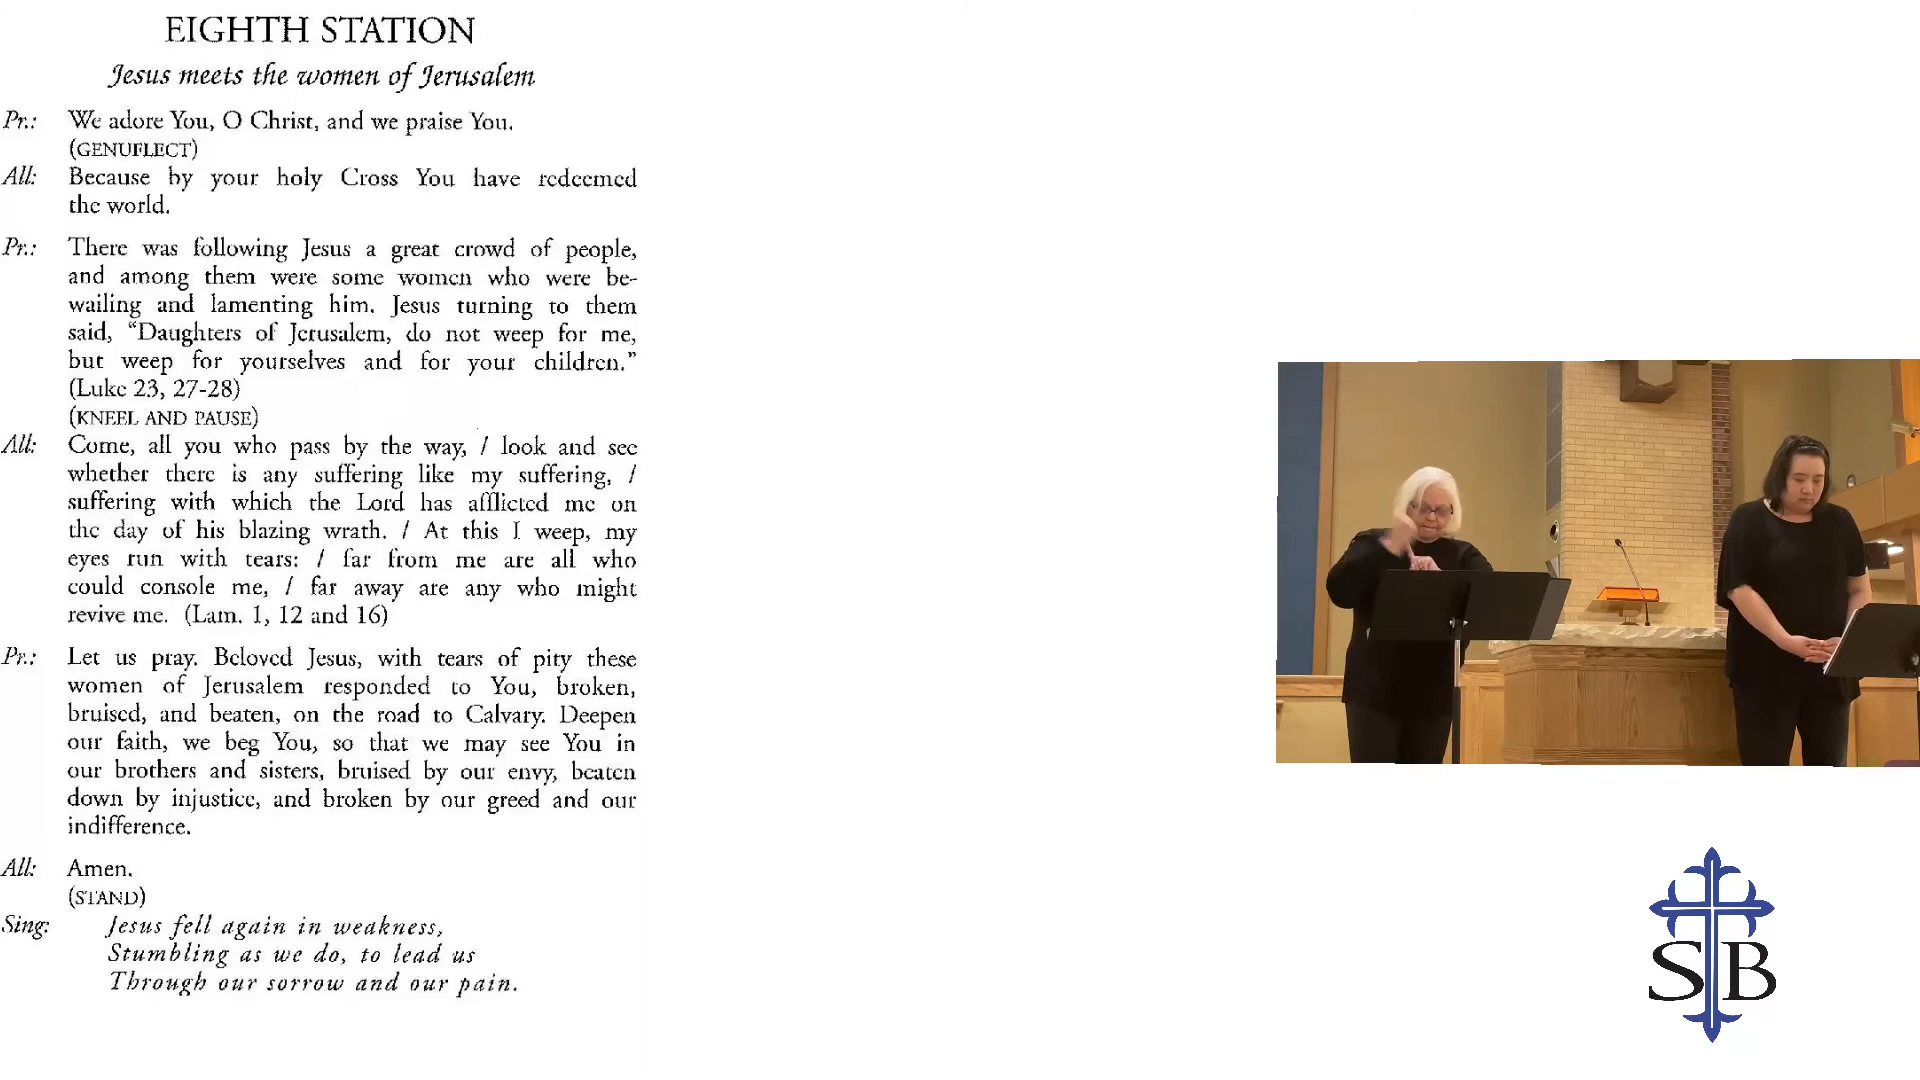 EIGHTH STATION
Jesus meets the women of Jerusalem
Pr.: We adore You, O Christ, and we praise You.
(GENUFLECT)
All: Because by your holy Cross You have redeemed
the world.
Pr.: There was following Jesus a great crowd of people,
and among them were some women who were be-
wailing and lamenting him. Jesus turning to them
said, “Daughters of Jerusalem, do not weep for me,
but weep for yourselves and for your children.”
(Luke 23, 27-28)
(KNEEL AND PAUSE)
All: Come, all you who pass by the way, / look and see
whether there is any suffering like my suffering, /
suffering with which the Lord has afflicted me on
the day of his blazing wrath. / At this I weep, my
eyes run with tears: / far from me are all who
could console me, / far away are any who might
revive me. (Lam. 1, 12 and 16)
Pr.: Let us pray. Beloved Jesus, with tears of pity these
women of Jerusalem responded to You, broken,
bruised, and beaten, on the road to Calvary. Deepen
our faith, we beg You, so that we may see You in
our brothers and sisters, bruised by our envy, beaten
down by injustice, and broken by our greed and our
indifference.
All: Amen.
(STAND)
Sing: Jesus fell again in weakness,
Stumbling as we do, to lead us
Through our sorrow and our pain.
SB